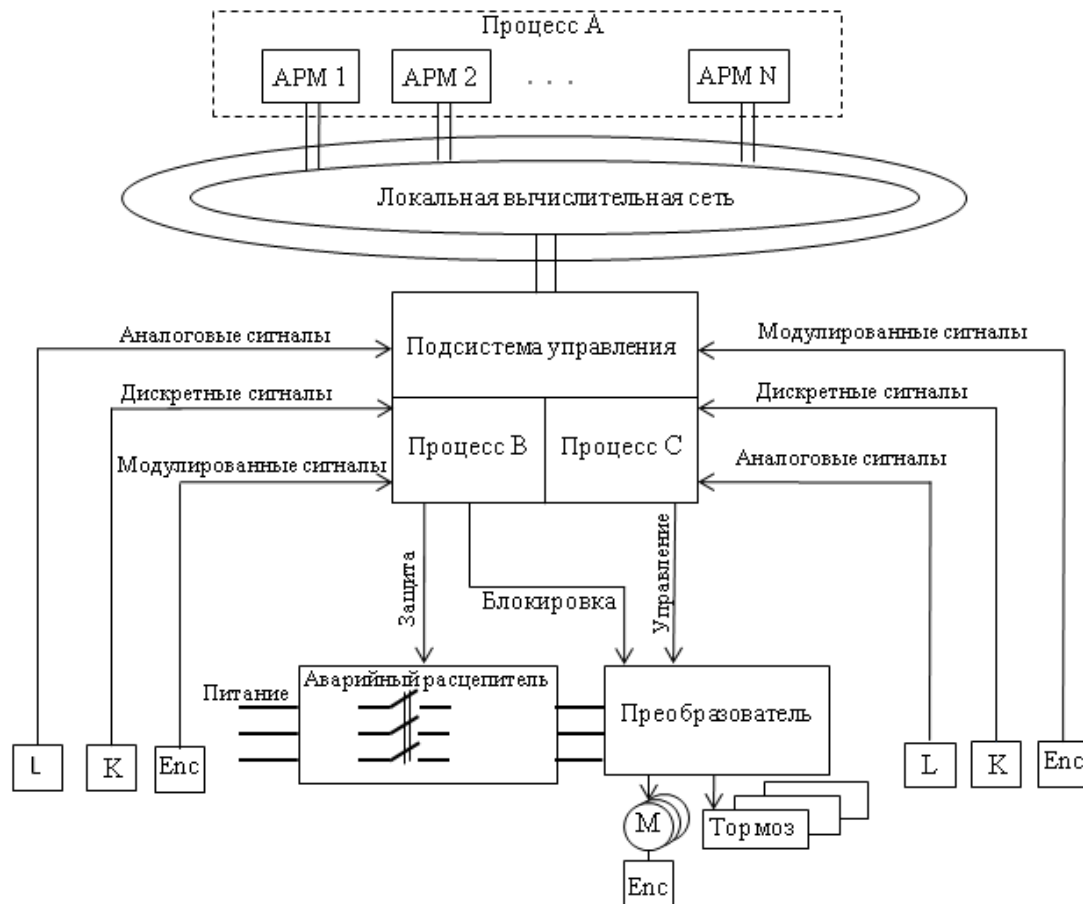 Процесс А
АРМ 1
АРМ 2
. . .
АРМ N
Локальная вычислительная сеть
Подсистема управления
Аналоговые сигналы
Модулированные сигналы
Дискретные сигналы
Дискретные сигналы
Процесс В
Процесс С
Модулированные сигналы
Аналоговые сигналы
Защита
Блокировка
Управление
Питание
Аварийный расцепитель
Преобразователь
L
K
Enc
L
K
Enc
М
Тормоз
Enc